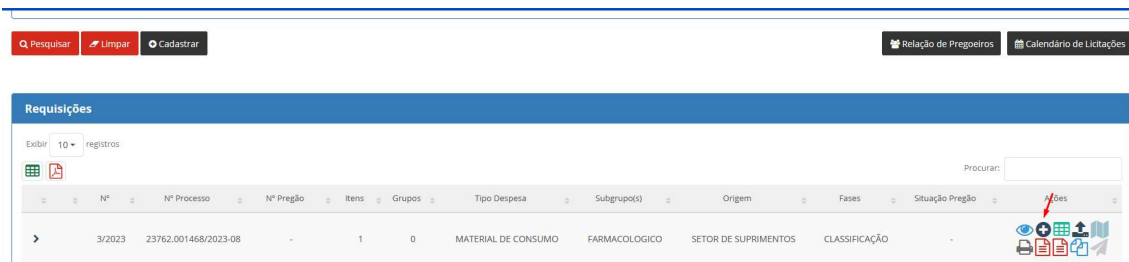 Pesquisar Limpar Cadastrar Relação de Pregoeiros Calendário de Licitações
Requisições
Exibir 10 registros
Procurar:
Nº Nº Processo Nº Pregão Itens Grupos Tipo Despesa Subgrupo(s) Origem Fases Situação Pregão Ações
3/2023 23762.001468/2023-08 - 1 0 MATERIAL DE CONSUMO FARMACOLOGICO SETOR DE SUPRIMENTOS CLASSIFICAÇÃO -